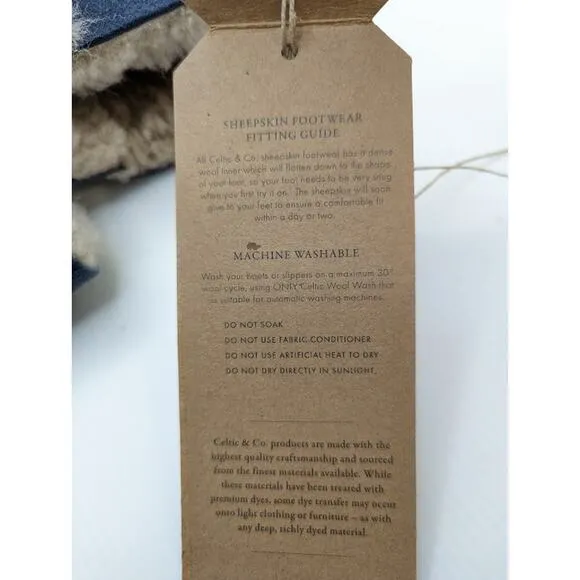 SHEEPSKIN FOOTWEAR
FITTING GUIDE
All Celtic & Co. sheepskin footwear has a dense
wool inner which will flatten down to the shape
of your foot, so your foot needs to be very snug
when you first try it on. The sheepskin will soon
give to your feet to ensure a comfortable fit
within a day or two.
MACHINE WASHABLE
Wash your boots or slippers on a maximum 30°
wool cycle, using ONLY Celtic Wool Wash that
is suitable for automatic washing machines.
DO NOT SOAK
DO NOT USE FABRIC CONDITIONER
DO NOT USE ARTIFICIAL HEAT TO DRY
DO NOT DRY DIRECTLY IN SUNLIGHT.
Celtic & Co. products are made with the
highest quality craftsmanship and sourced
from the finest materials available. While
these materials have been treated with
premium dyes, some dye transfer may occur
onto light clothing or furniture – as with
any deep, richly dyed material.